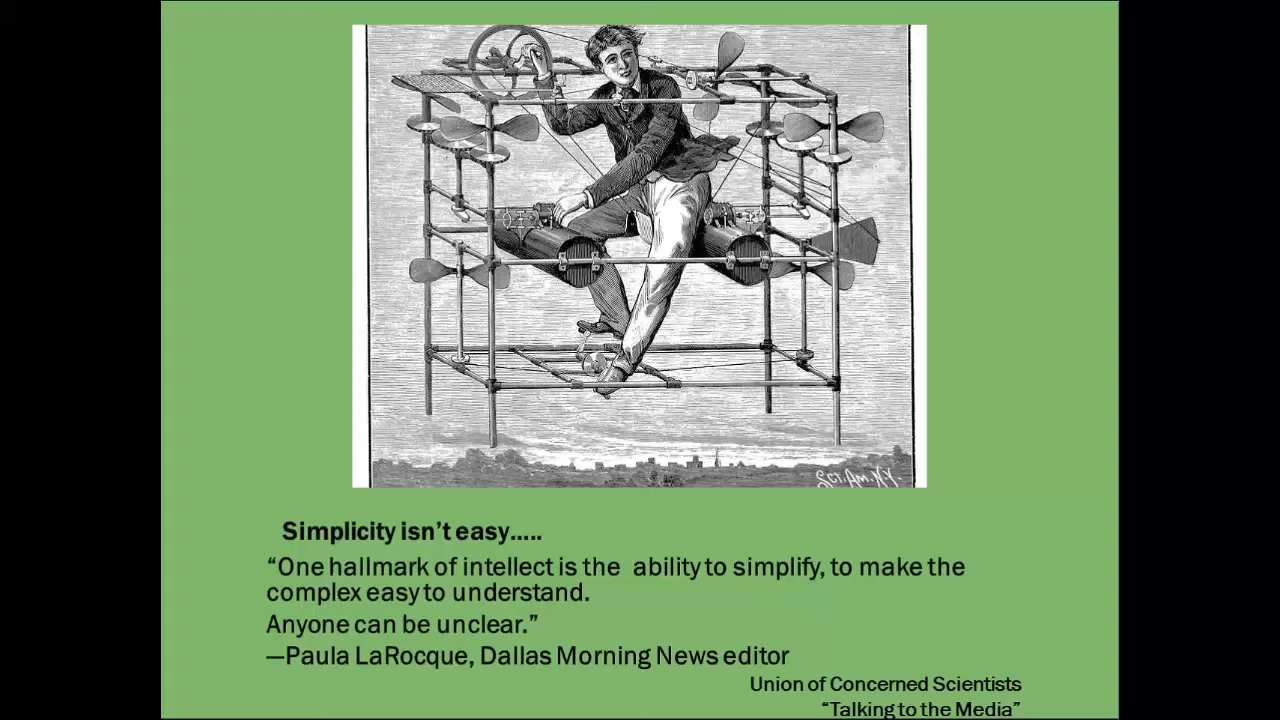 Sci. Am. N.Y.
Simplicity isn't easy.....
“One hallmark of intellect is the ability to simplify, to make the
complex easy to understand.
Anyone can be unclear.”
—Paula LaRocque, Dallas Morning News editor
Union of Concerned Scientists
“Talking to the Media”